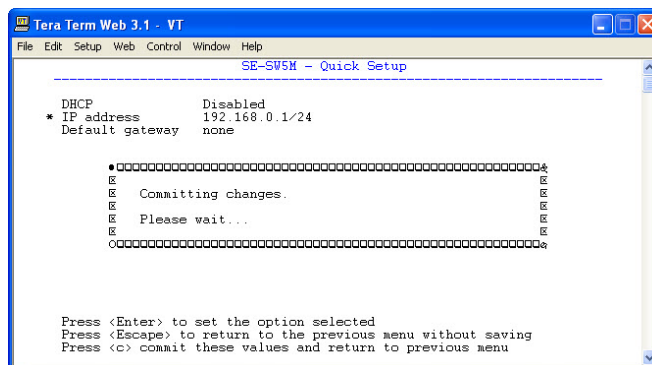 Tera Term Web 3.1 - VT
File Edit Setup Web Control Window Help
SE-SW5M - Quick Setup
DHCP Disabled
* IP address 192.168.0.1/24
Default gateway none
Committing changes.
Please wait...
Press <Enter> to set the option selected
Press <Escape> to return to the previous menu without saving
Press <c> commit these values and return to previous menu